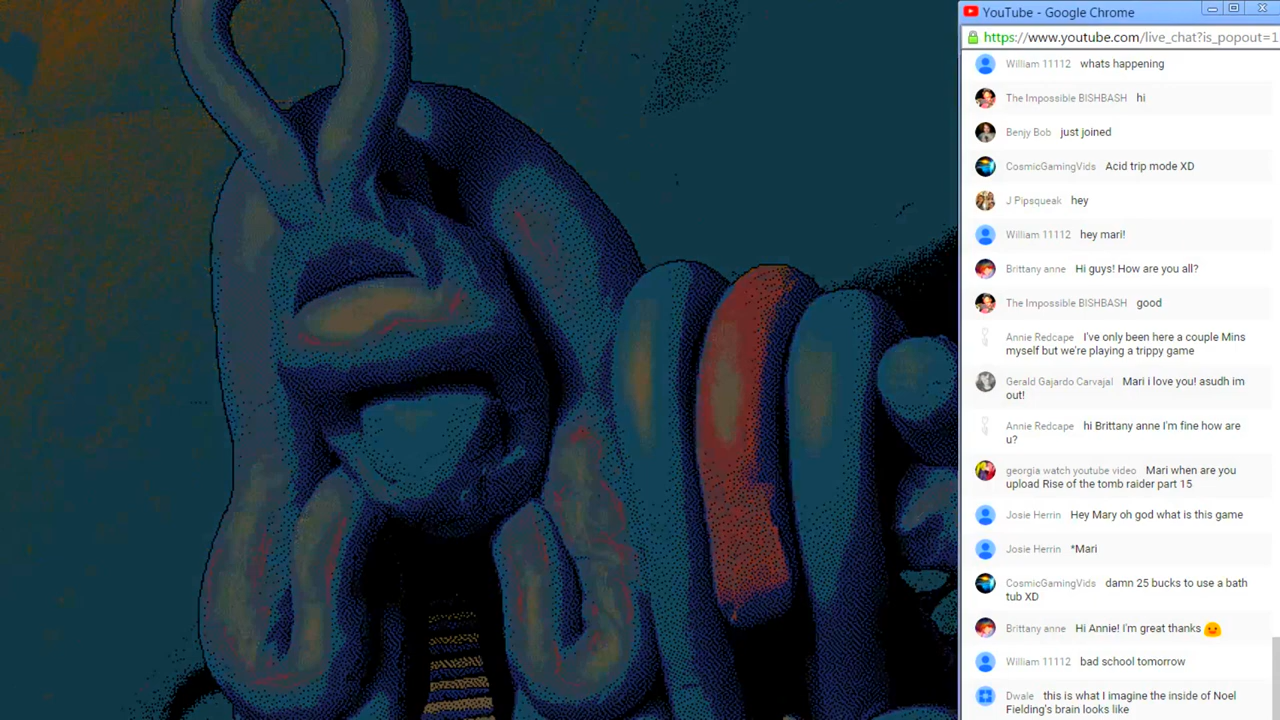 YouTube - Google Chrome
https://www.youtube.com/live_chat?is_popout=1
William 11112 whats happening
The Impossible BISHBASH hi
Benjy Bob just joined
CosmicGamingVids Acid trip mode XD
J Pipsqueak hey
William 11112 hey mari!
Brittany anne Hi guys! How are you all?
The Impossible BISHBASH good
Annie Redcape I've only been here a couple Mins
myself but we're playing a trippy game
Gerald Gajardo Carvajal Mari i love you! asudh im
out!
Annie Redcape hi Brittany anne I'm fine how are
u?
georgia watch youtube video Mari when are you
upload Rise of the tomb raider part 15
Josie Herrin Hey Mary oh god what is this game
Josie Herrin *Mari
CosmicGamingVids damn 25 bucks to use a bath
tub XD
Brittany anne Hi Annie! I'm great thanks
William 11112 bad school tomorrow
Dwale this is what I imagine the inside of Noel
Fielding's brain looks like